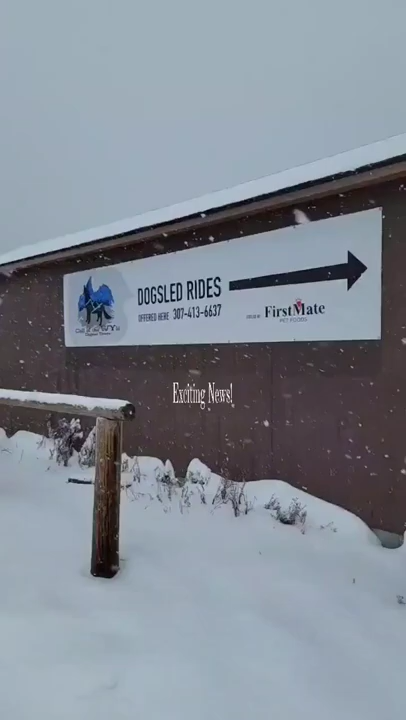 DOGSLED RIDES
OFFERED HERE 307-413-6637
FirstMate
PET FOODS
Exciting News!